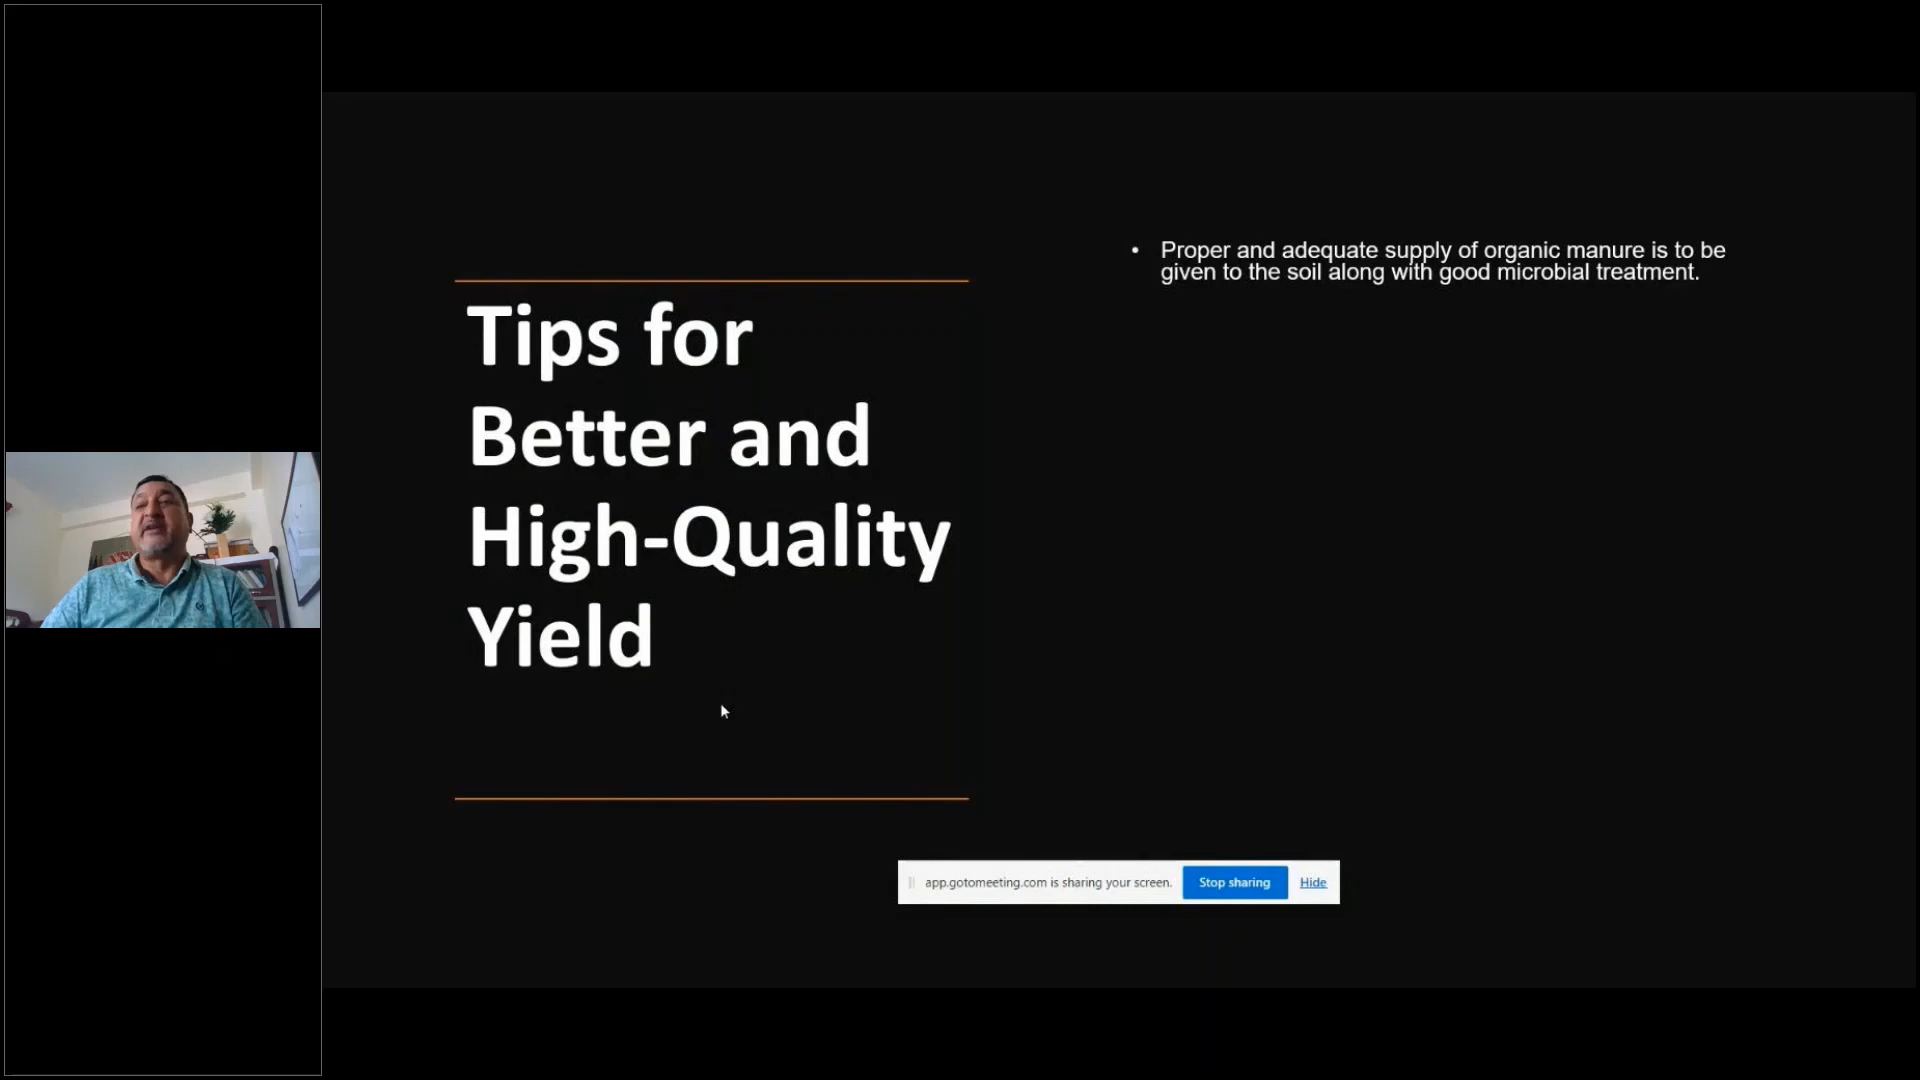 Tips for
Better and
High-Quality
Yield
• Proper and adequate supply of organic manure is to be
given to the soil along with good microbial treatment.
app.gotomeeting.com is sharing your screen. Stop sharing Hide